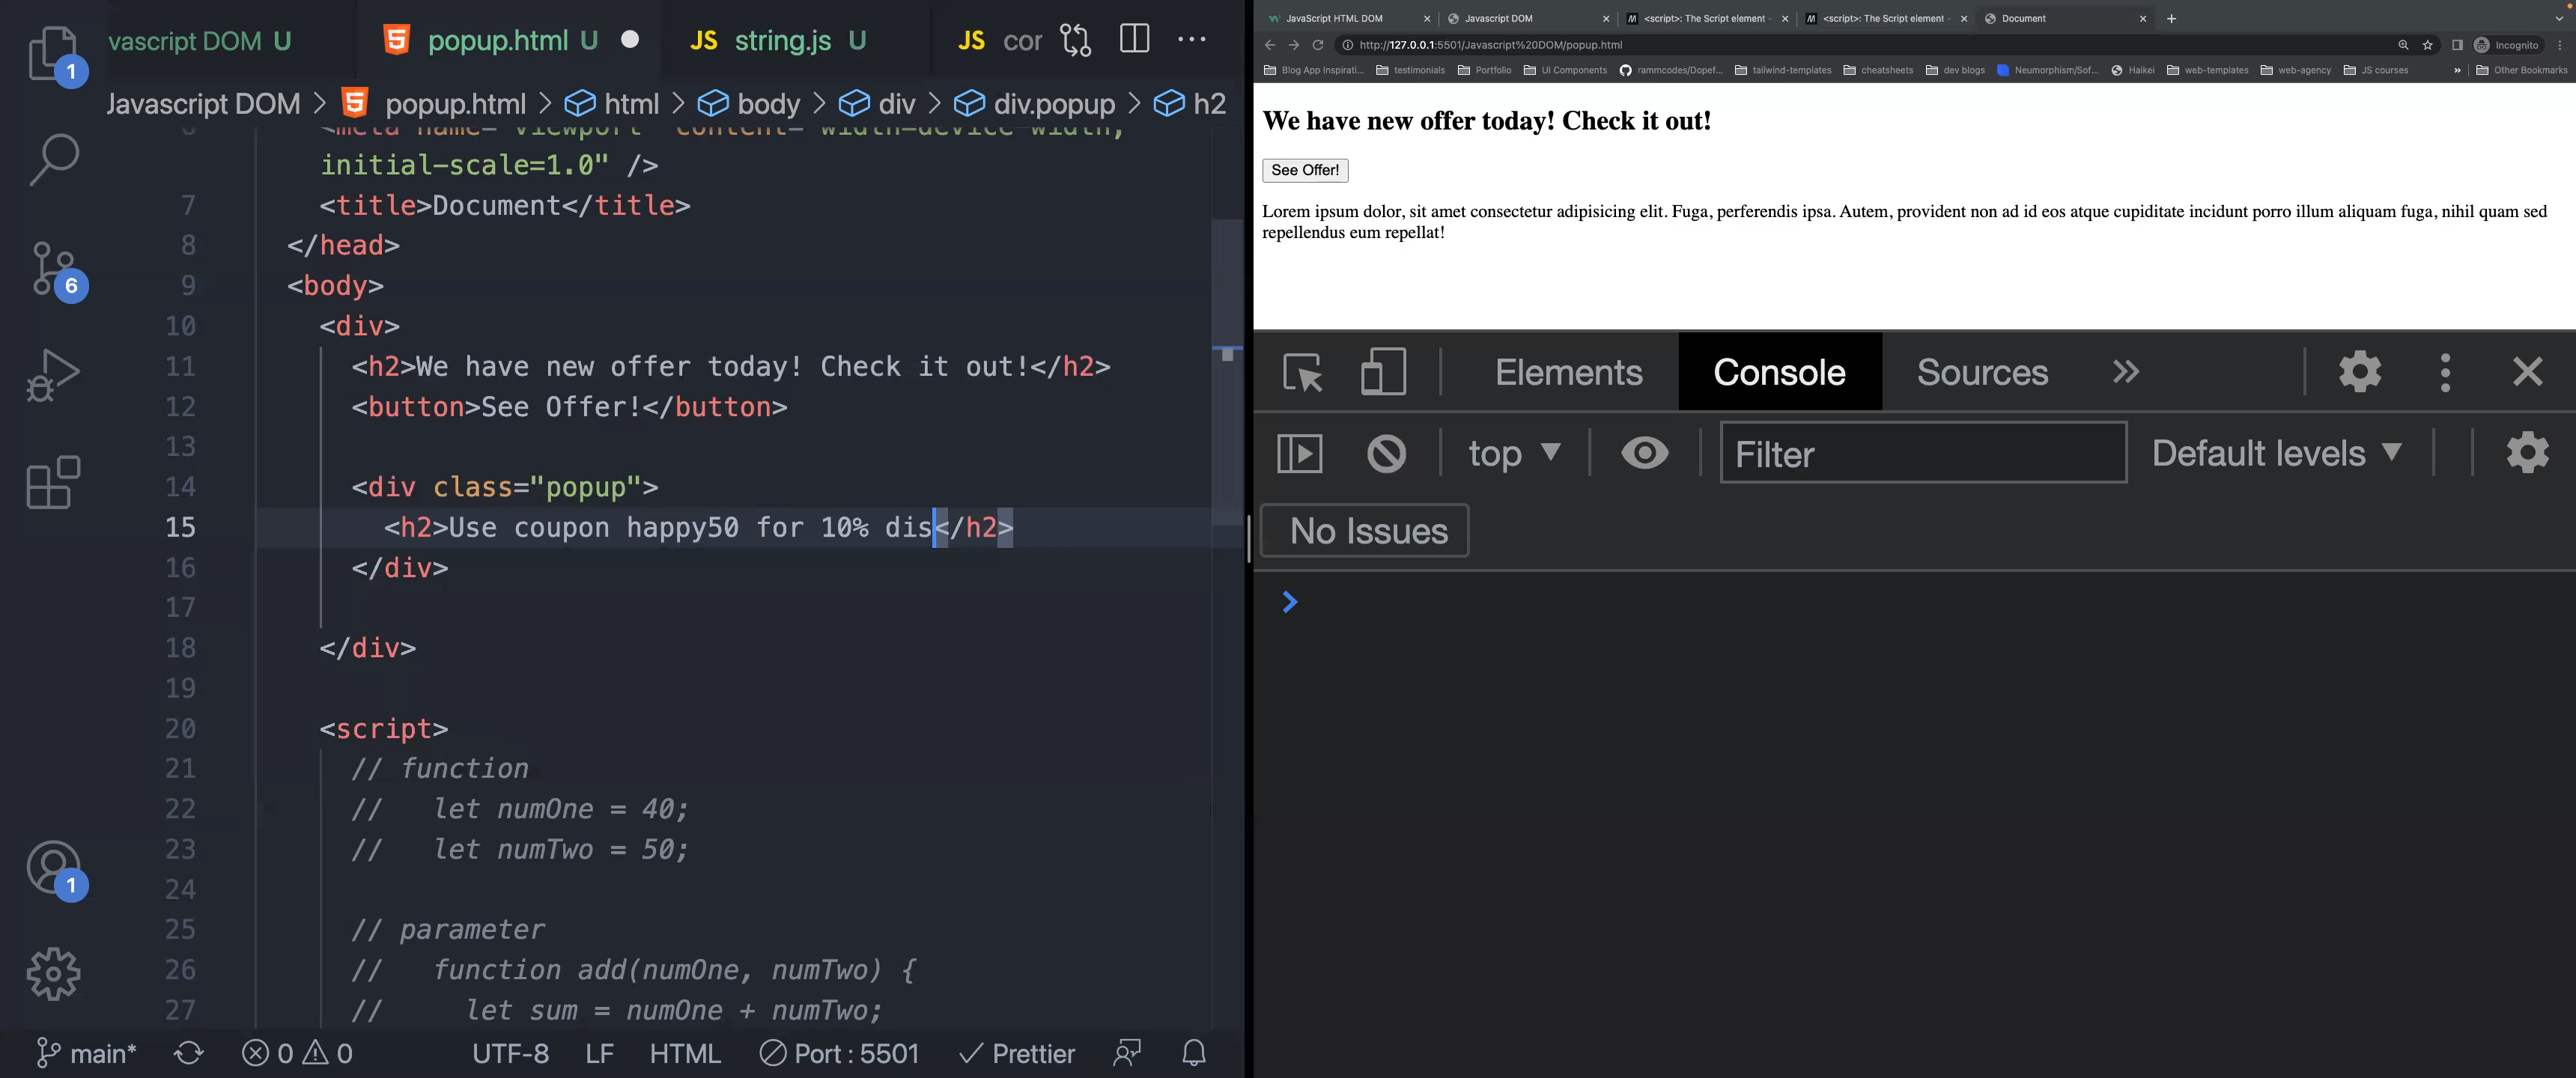 vascript DOM U
popup.html U
JS string.js U
JS cor
1
Javascript DOM > popup.html > html > body > div > div.popup > h2
<meta name="viewport" content="width=device-width,
initial-scale=1.0" />
7 <title>Document</title>
8 </head>
9 <body>
10 <div>
11 <h2>We have new offer today! Check it out!</h2>
12 <button>See Offer!</button>
13
14 <div class="popup">
15 <h2>Use coupon happy50 for 10% dis</h2>
16 </div>
17
18 </div>
19
20 <script>
21 // function
22 // let numOne = 40;
23 // let numTwo = 50;
24
25 // parameter
26 // function add(numOne, numTwo) {
27 // let sum = numOne + numTwo;
6
1
main* 0 0 UTF-8 LF HTML Port : 5501 Prettier
JavaScript HTML DOM
Javascript DOM
<script>: The Script element -
<script>: The Script element -
Document
http://127.0.0.1:5501/Javascript%20DOM/popup.html
Incognito
Blog App Inspirati... testimonials Portfolio UI Components rammcodes/Dopef... tailwind-templates cheatsheets dev blogs Neumorphism/Sof... Haikei web-templates web-agency JS courses » Other Bookmarks
We have new offer today! Check it out!
See Offer!
Lorem ipsum dolor, sit amet consectetur adipisicing elit. Fuga, perferendis ipsa. Autem, provident non ad id eos atque cupiditate incidunt porro illum aliquam fuga, nihil quam sed
repellendus eum repellat!
Elements Console Sources »
top Filter Default levels
No Issues